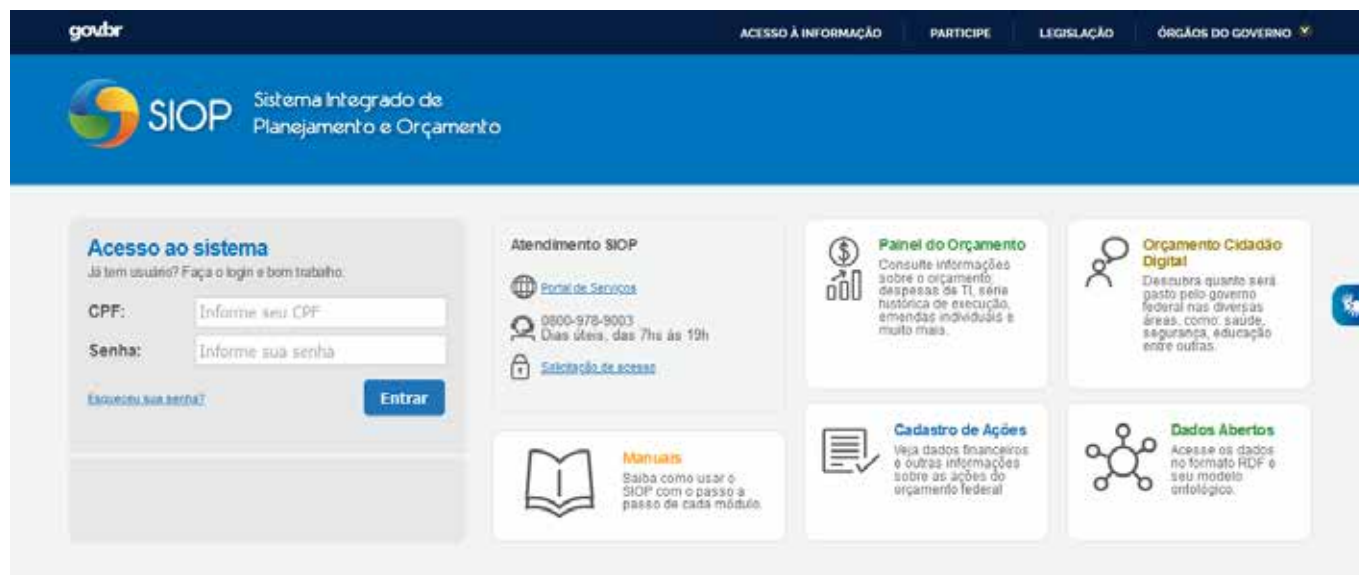 gov.br
ACESSO À INFORMAÇÃO
PARTICIPE
LEGISLAÇÃO
ÓRGÃOS DO GOVERNO
SIOP
Sistema Integrado de
Planejamento e Orçamento
Acesso ao sistema
Já tem usuário? Faça o login e bom trabalho.
CPF:
Informe seu CPF
Senha:
Informe sua senha
Esqueceu sua senha?
Entrar
Atendimento SIOP
Portal de Serviços
0800-978-9003
Dias úteis, das 7hs às 19h
Solicitação de acesso
Manuais
Saiba como usar o
SIOP com o passo a
passo de cada módulo.
Painel do Orçamento
Consulte informações
sobre o orçamento,
despesas de TI, série
histórica de execução,
emendas individuais e
muito mais.
Orçamento Cidadão
Digital
Descubra quanto será
gasto pelo governo
federal nas diversas
áreas, como: saúde,
segurança, educação
entre outras.
Cadastro de Ações
Veja dados financeiros
e outras informações
sobre as ações do
orçamento federal
Dados Abertos
Acesse os dados
no formato RDF e
seu modelo
ontológico.